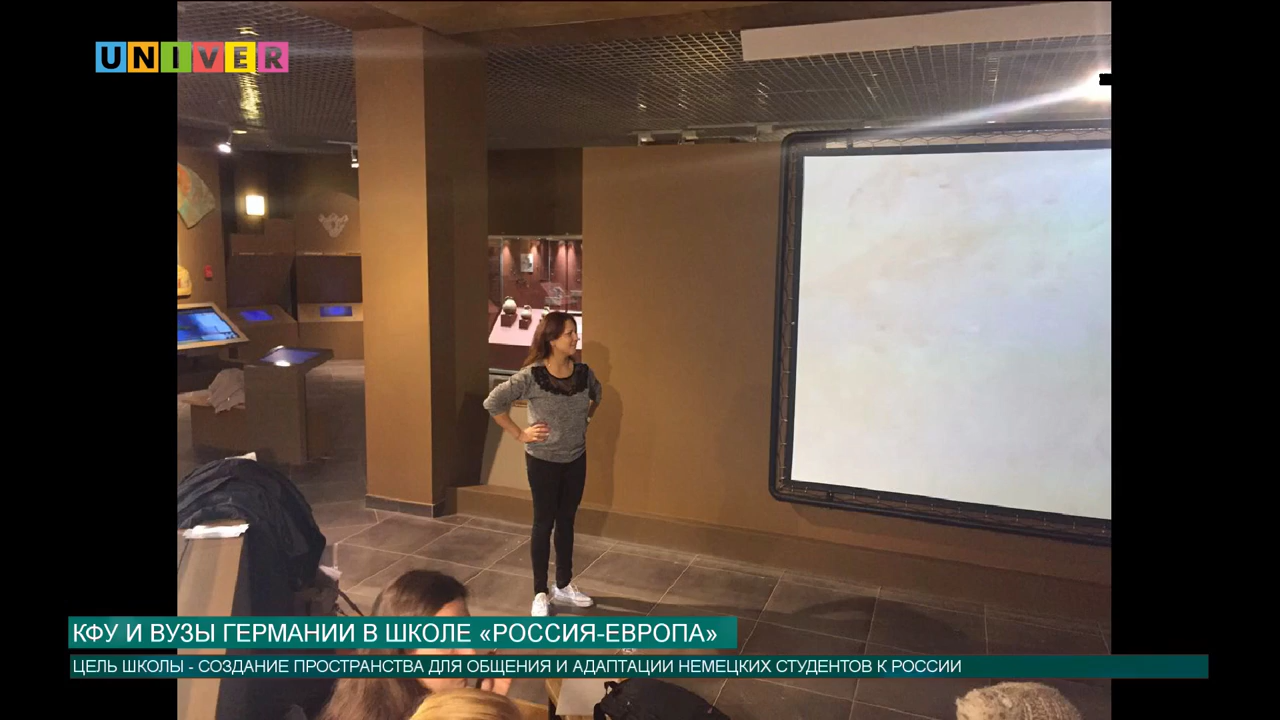 UNIVER
КФУ И ВУЗЫ ГЕРМАНИИ В ШКОЛЕ «РОССИЯ-ЕВРОПА»
ЦЕЛЬ ШКОЛЫ - СОЗДАНИЕ ПРОСТРАНСТВА ДЛЯ ОБЩЕНИЯ И АДАПТАЦИИ НЕМЕЦКИХ СТУДЕНТОВ К РОССИИ